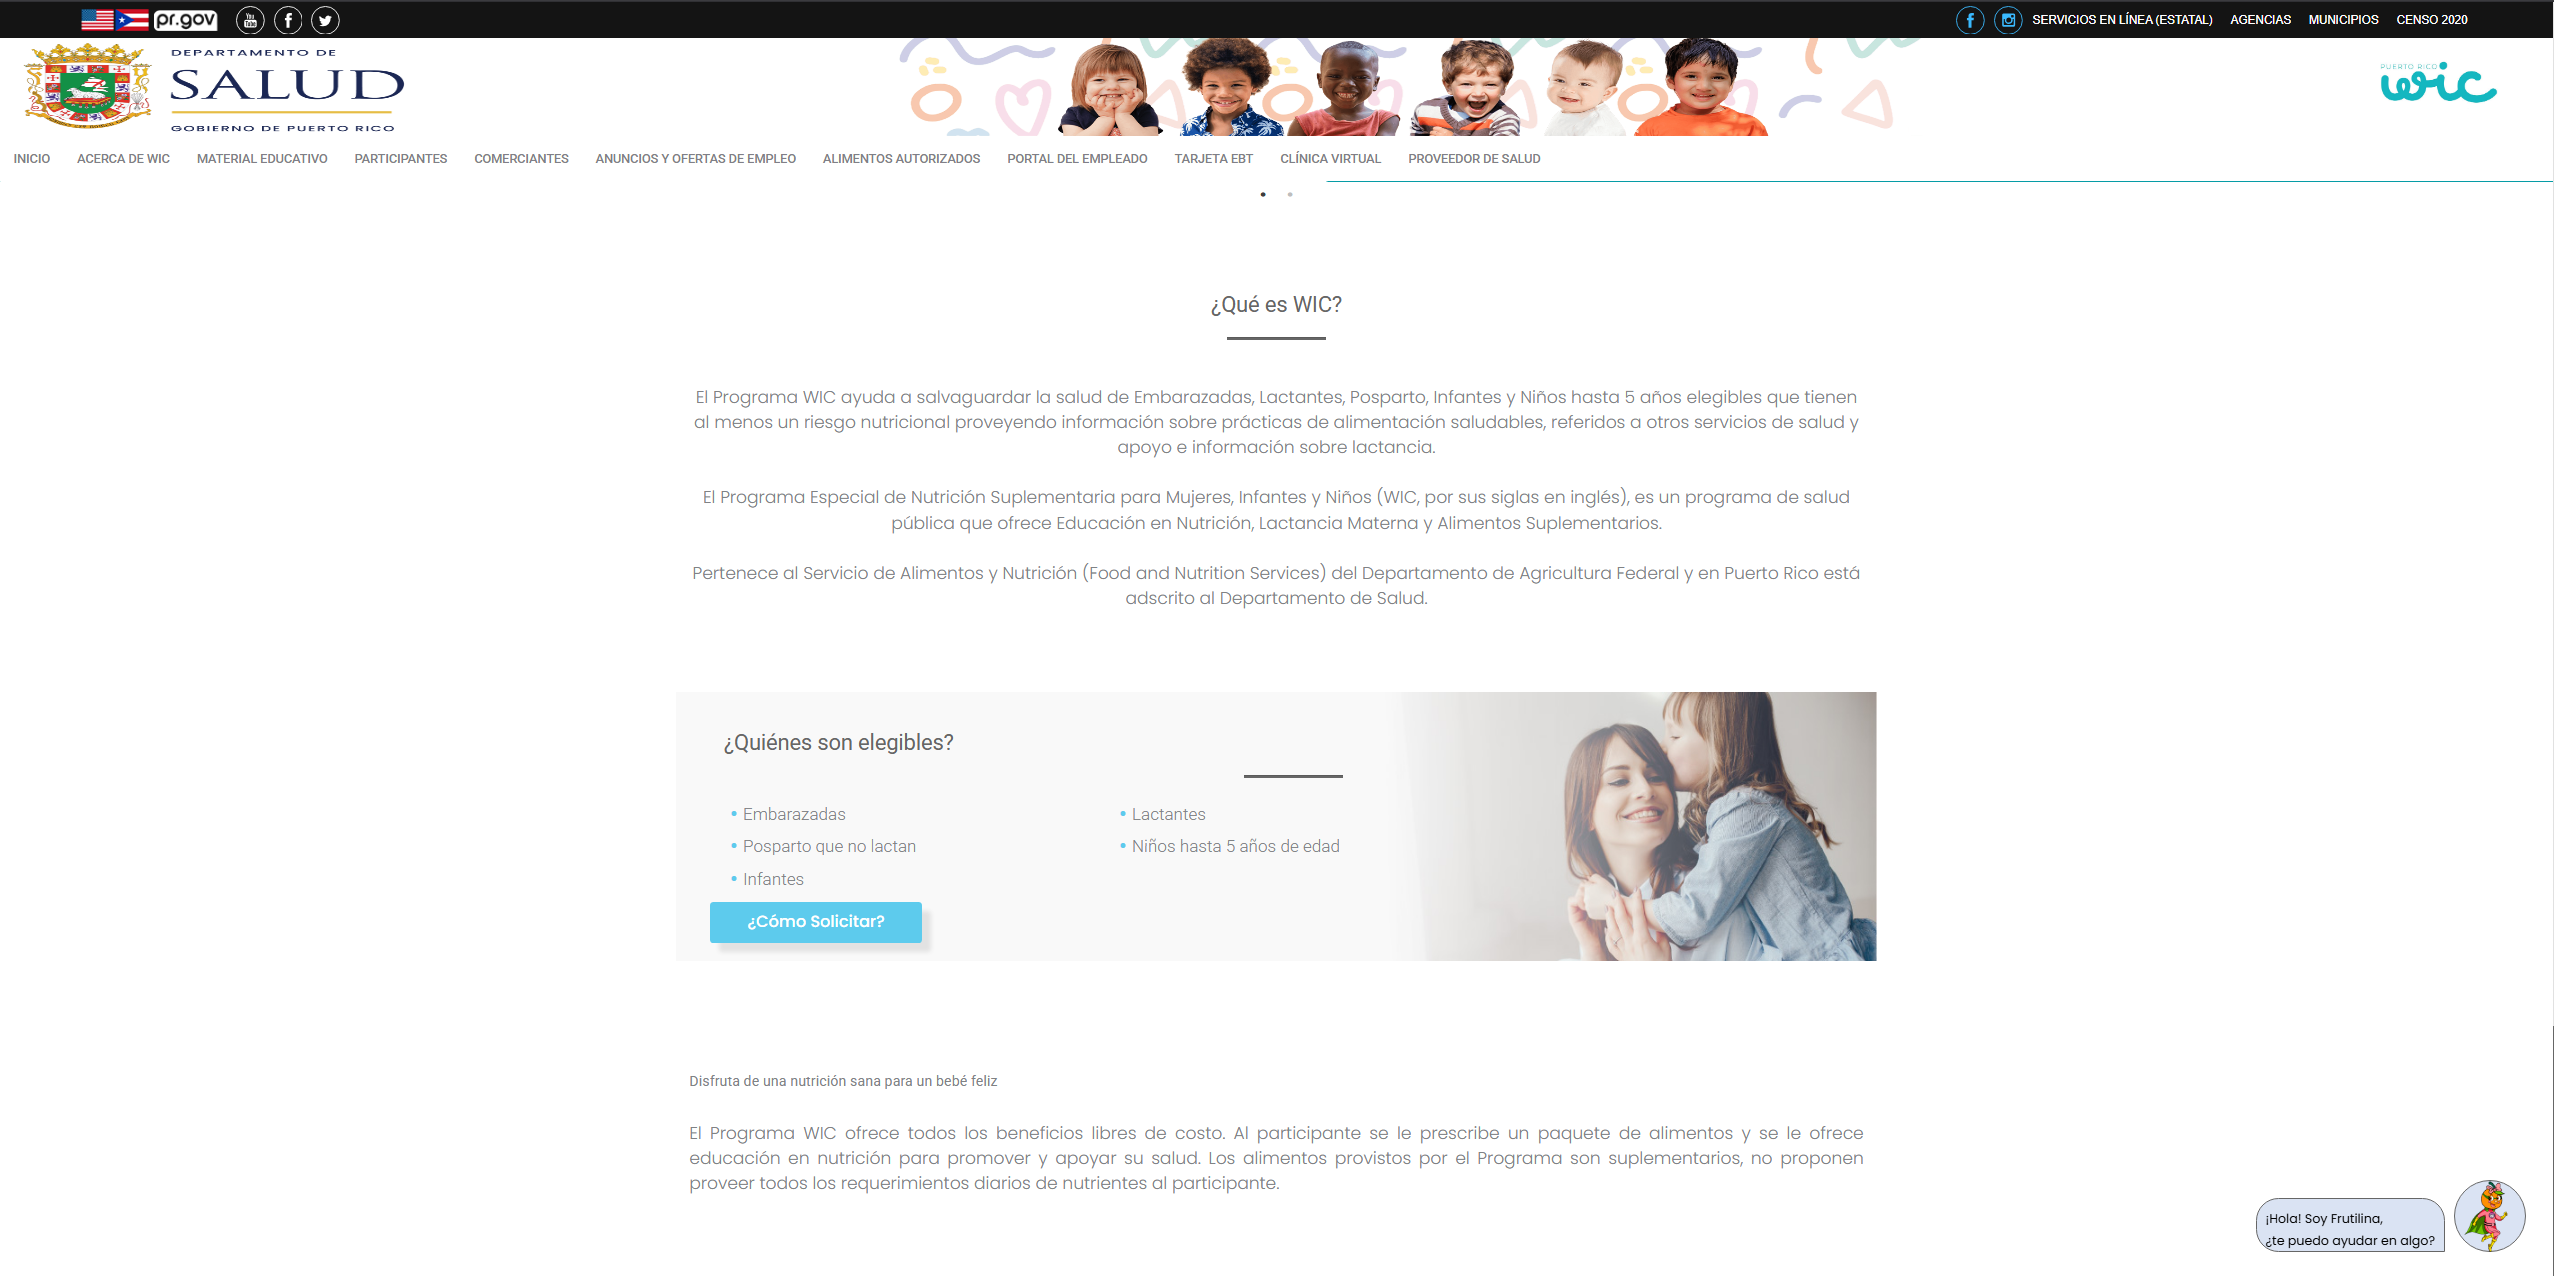 pr.gov
SERVICIOS EN LÍNEA (ESTATAL) AGENCIAS MUNICIPIOS CENSO 2020
DEPARTAMENTO DE
SALUD
GOBIERNO DE PUERTO RICO
PUERTO RICO
wic
INICIO ACERCA DE WIC MATERIAL EDUCATIVO PARTICIPANTES COMERCIANTES ANUNCIOS Y OFERTAS DE EMPLEO ALIMENTOS AUTORIZADOS PORTAL DEL EMPLEADO TARJETA EBT CLÍNICA VIRTUAL PROVEEDOR DE SALUD
¿Qué es WIC?
El Programa WIC ayuda a salvaguardar la salud de Embarazadas, Lactantes, Posparto, Infantes y Niños hasta 5 años elegibles que tienen
al menos un riesgo nutricional proveyendo información sobre prácticas de alimentación saludables, referidos a otros servicios de salud y
apoyo e información sobre lactancia.
El Programa Especial de Nutrición Suplementaria para Mujeres, Infantes y Niños (WIC, por sus siglas en inglés), es un programa de salud
pública que ofrece Educación en Nutrición, Lactancia Materna y Alimentos Suplementarios.
Pertenece al Servicio de Alimentos y Nutrición (Food and Nutrition Services) del Departamento de Agricultura Federal y en Puerto Rico está
adscrito al Departamento de Salud.
¿Quiénes son elegibles?
• Embarazadas
• Posparto que no lactan
• Infantes
• Lactantes
• Niños hasta 5 años de edad
¿Cómo Solicitar?
Disfruta de una nutrición sana para un bebé feliz
El Programa WIC ofrece todos los beneficios libres de costo. Al participante se le prescribe un paquete de alimentos y se le ofrece
educación en nutrición para promover y apoyar su salud. Los alimentos provistos por el Programa son suplementarios, no proponen
proveer todos los requerimientos diarios de nutrientes al participante.
¡Hola! Soy Frutilina,
¿te puedo ayudar en algo?